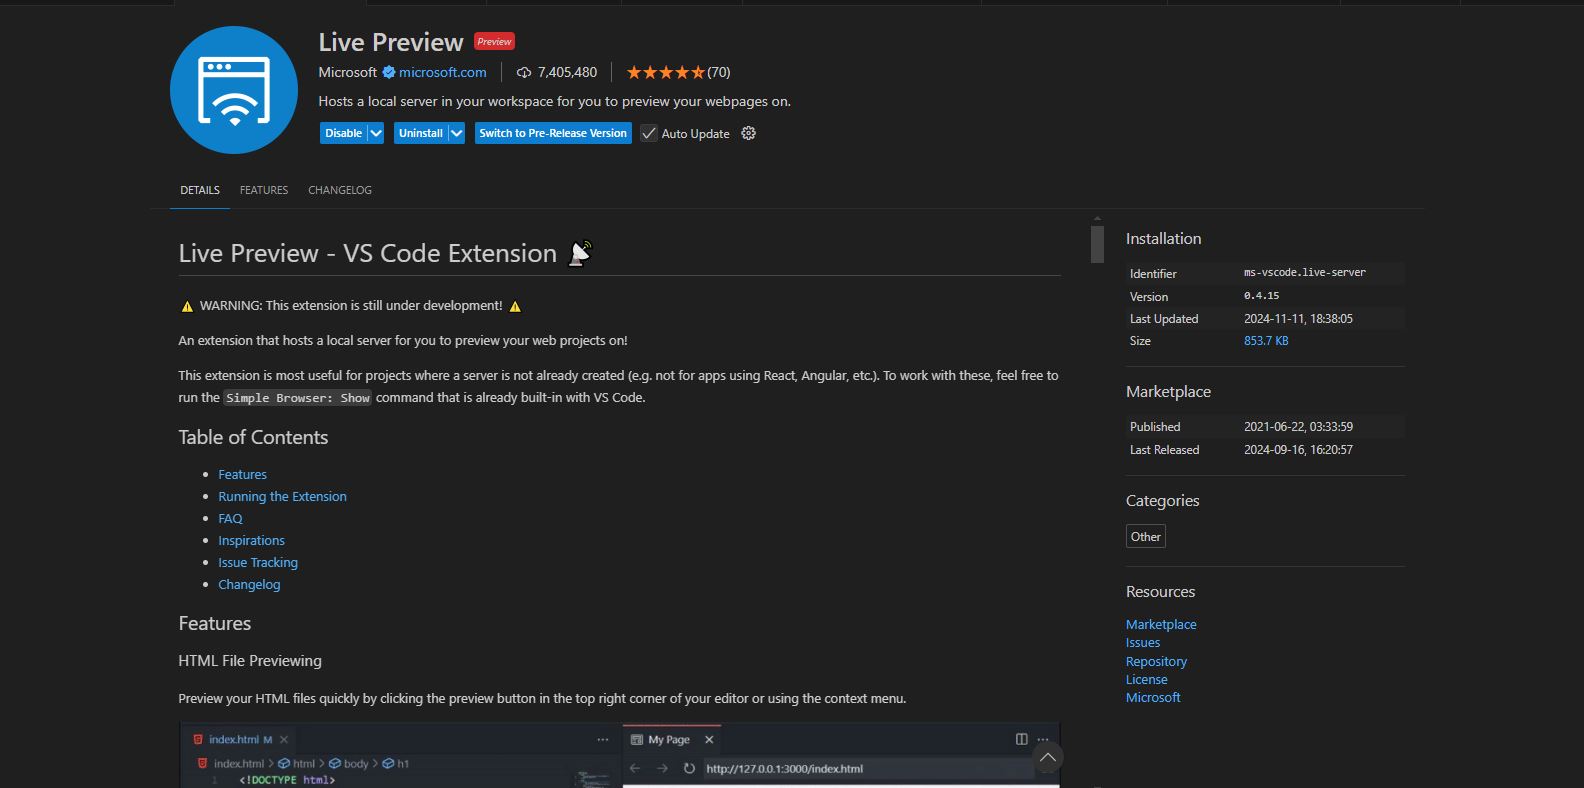 Live Preview Preview
Microsoft microsoft.com 7,405,480 (70)
Hosts a local server in your workspace for you to preview your webpages on.
Disable Uninstall Switch to Pre-Release Version Auto Update
DETAILS FEATURES CHANGELOG
Live Preview - VS Code Extension
WARNING: This extension is still under development!
An extension that hosts a local server for you to preview your web projects on!
This extension is most useful for projects where a server is not already created (e.g. not for apps using React, Angular, etc.). To work with these, feel free to
run the Simple Browser: Show command that is already built-in with VS Code.
Table of Contents
• Features
• Running the Extension
• FAQ
• Inspirations
• Issue Tracking
• Changelog
Features
HTML File Previewing
Preview your HTML files quickly by clicking the preview button in the top right corner of your editor or using the context menu.
index.html M
index.html > html > body > h1
1 <!DOCTYPE html>
My Page
http://127.0.0.1:3000/index.html
Installation
Identifier ms-vscode.live-server
Version 0.4.15
Last Updated 2024-11-11, 18:38:05
Size 853.7 KB
Marketplace
Published 2021-06-22, 03:33:59
Last Released 2024-09-16, 16:20:57
Categories
Other
Resources
Marketplace
Issues
Repository
License
Microsoft